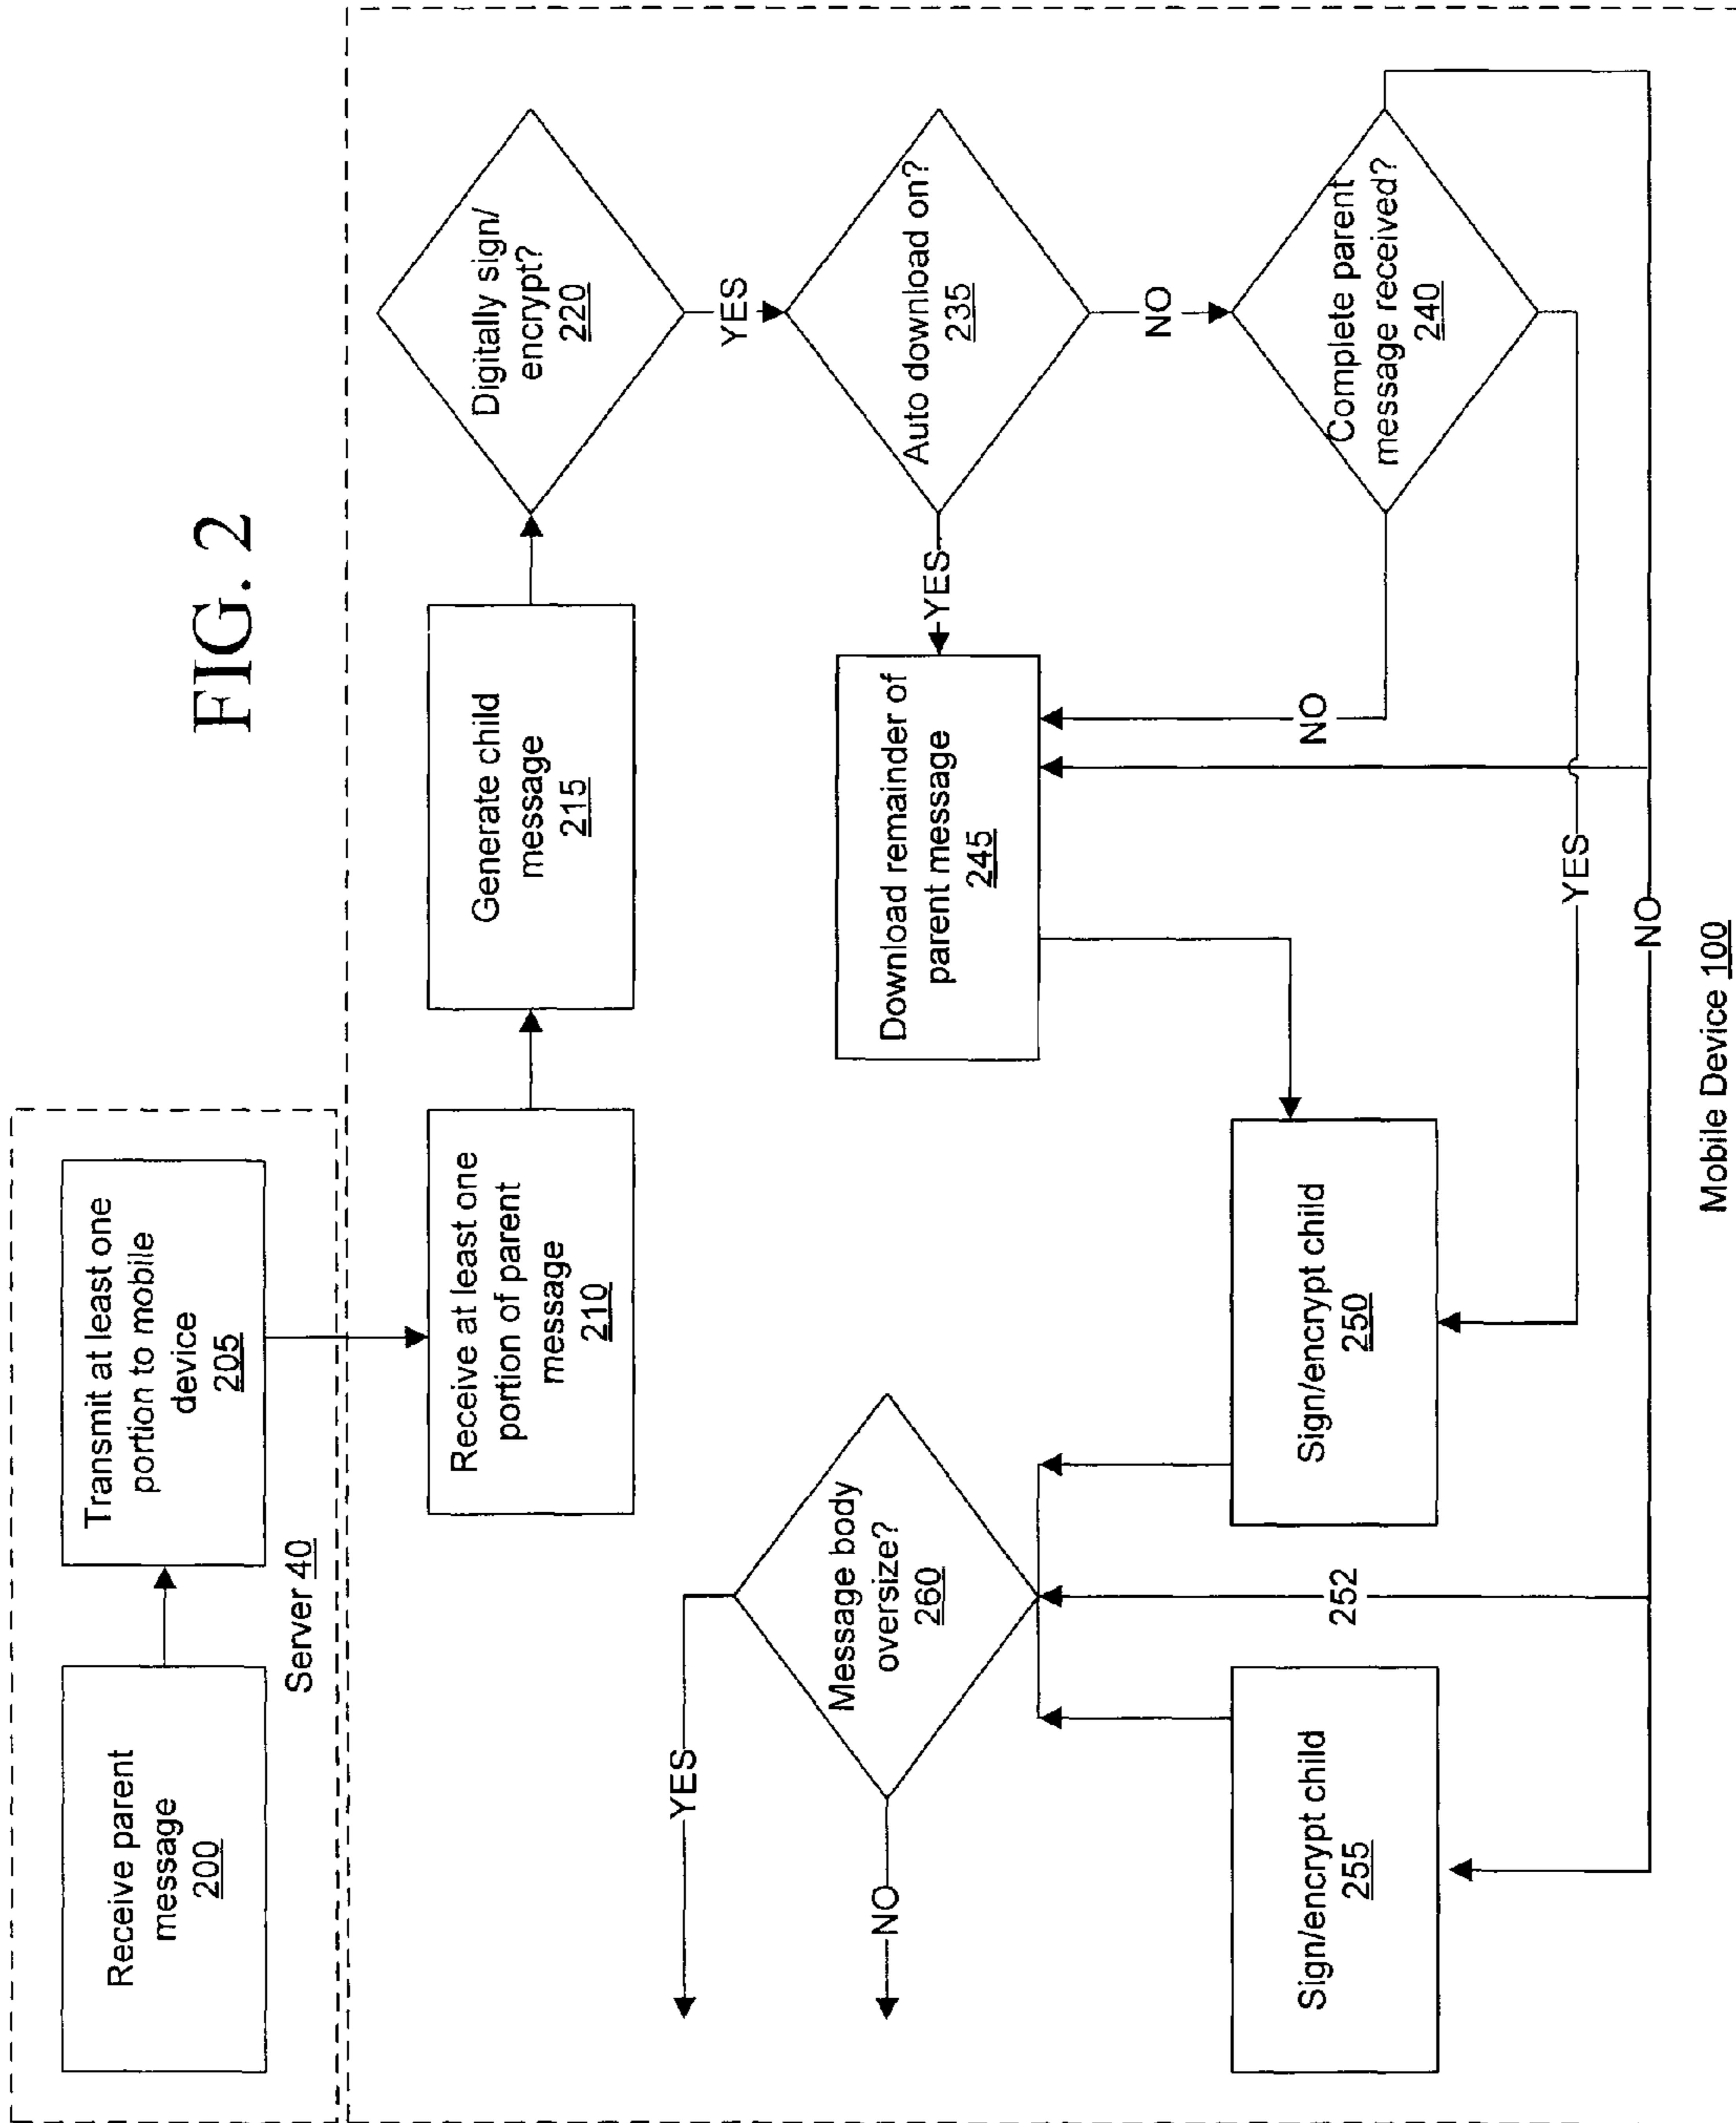 FIG. 2
Receive parent
message
200
Transmit at least one
portion to mobile
device
205
Server 40
Receive at least one
portion of parent
message
210
Generate child
message
215
Digitally sign/
encrypt?
220
YES
Auto download on?
235
YES
NO
Complete parent
message received?
240
NO
YES
NO
Download remainder of
parent message
245
Sign/encrypt child
250
252
Sign/encrypt child
255
Message body
oversize?
260
YES
NO
Mobile Device 100